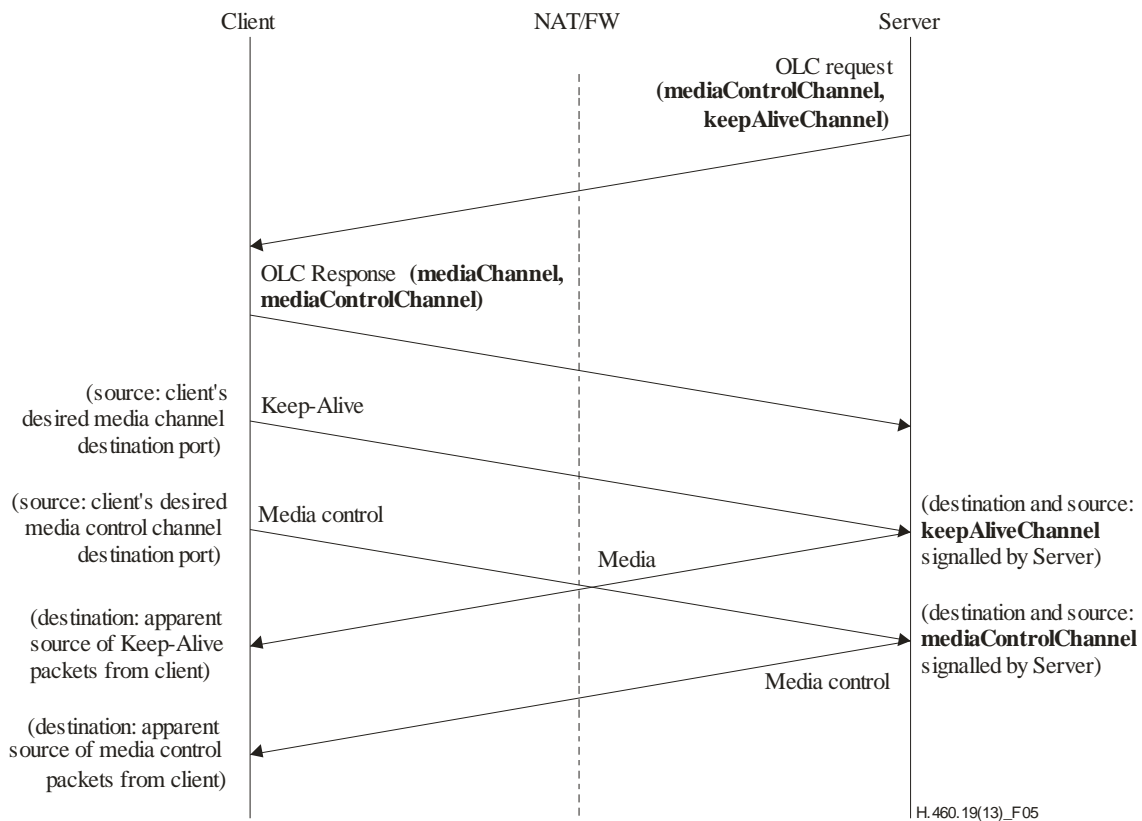 Client
NAT/FW
Server
OLC request
(mediaControlChannel,
keepAliveChannel)
OLC Response (mediaChannel,
mediaControlChannel)
(source: client's
desired media channel
destination port)
Keep-Alive
(source: client's desired
media control channel
destination port)
Media control
(destination and source:
keepAliveChannel
signalled by Server)
Media
(destination: apparent
source of Keep-Alive
packets from client)
(destination and source:
mediaControlChannel
signalled by Server)
Media control
(destination: apparent
source of media control
packets from client)
H.460.19(13)_F05